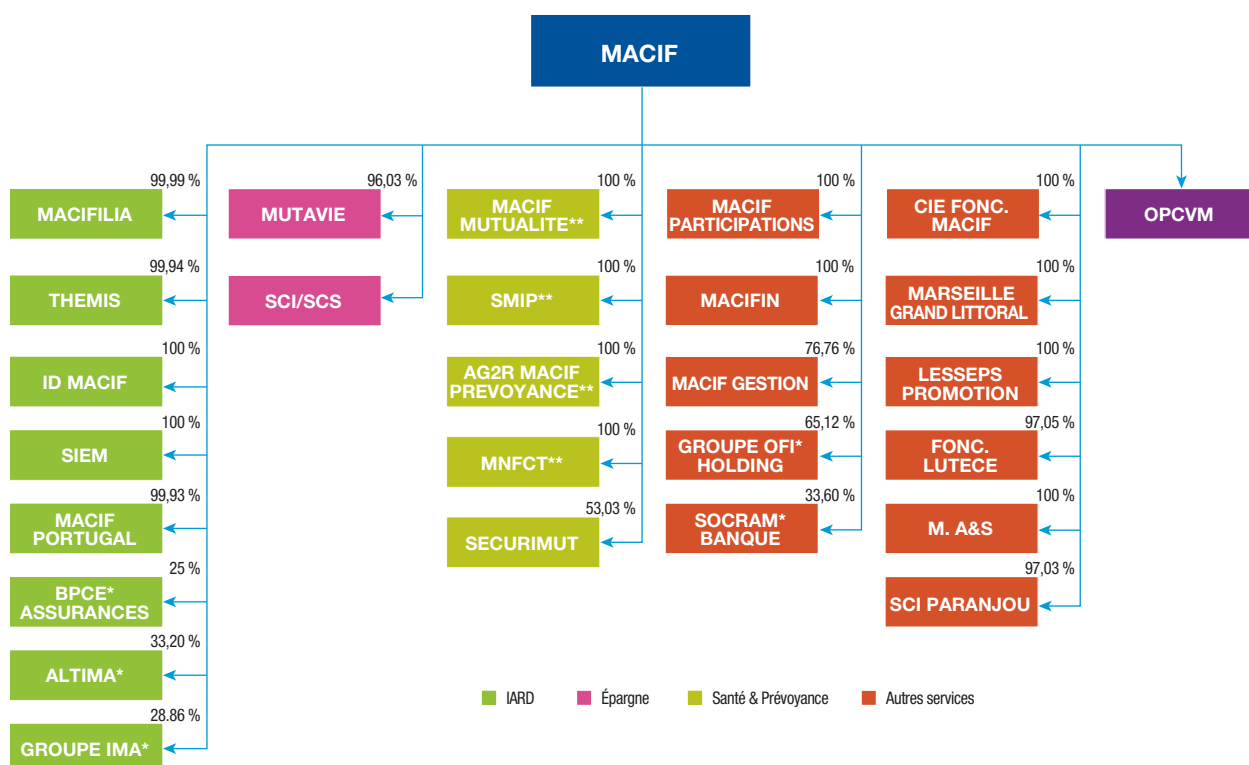 MACIF
99,99 %
MACIFILIA
99,94 %
THEMIS
100 %
ID MACIF
100 %
SIEM
99,93 %
MACIF
PORTUGAL
25 %
BPCE*
ASSURANCES
33,20 %
ALTIMA*
28.86 %
GROUPE IMA*
96,03 %
MUTAVIE
SCI/SCS
100 %
MACIF
MUTUALITE**
100 %
SMIP**
100 %
AG2R MACIF
PREVOYANCE**
100 %
MNFCT**
53,03 %
SECURIMUT
100 %
MACIF
PARTICIPATIONS
100 %
MACIFIN
76,76 %
MACIF GESTION
65,12 %
GROUPE OFI*
HOLDING
33,60 %
SOCRAM*
BANQUE
100 %
CIE FONC.
MACIF
100 %
MARSEILLE
GRAND LITTORAL
100 %
LESSEPS
PROMOTION
97,05 %
FONC.
LUTECE
100 %
M. A&S
97,03 %
SCI PARANJOU
OPCVM
IARD
Épargne
Santé & Prévoyance
Autres services